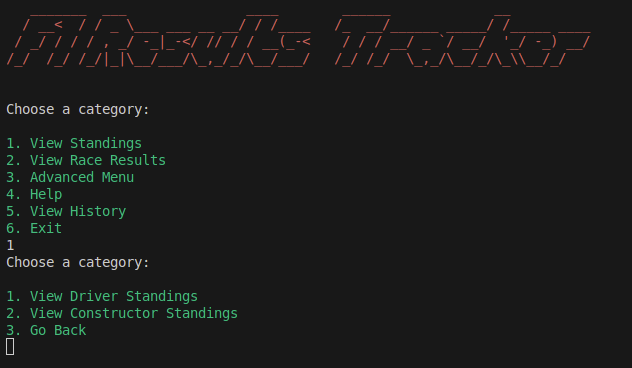 F1 Results Tracker
Choose a category:
1. View Standings
2. View Race Results
3. Advanced Menu
4. Help
5. View History
6. Exit
1
Choose a category:
1. View Driver Standings
2. View Constructor Standings
3. Go Back